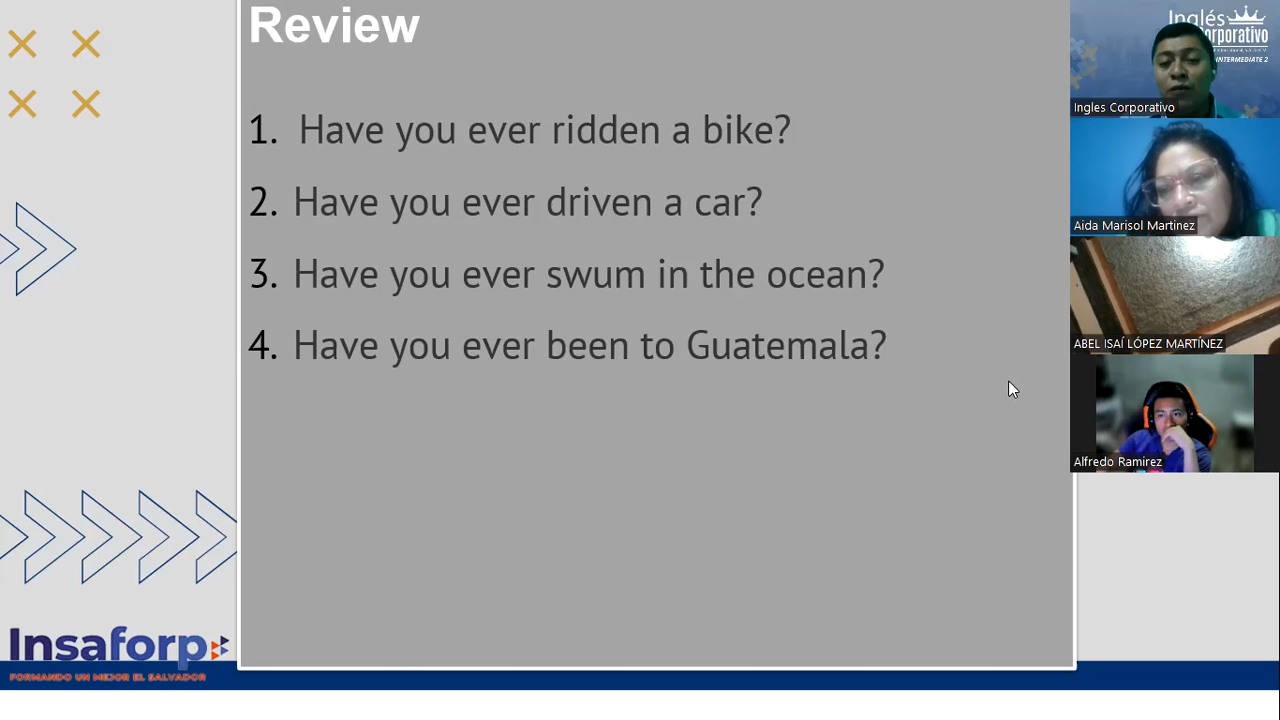 Review
1. Have you ever ridden a bike?
2. Have you ever driven a car?
3. Have you ever swum in the ocean?
4. Have you ever been to Guatemala?
Insaforp
FORMANDO UN MEJOR EL SALVADOR
Inglés
Corporativo
INTERMEDIATE 2
Ingles Corporativo
Aida Marisol Martinez
ABEL ISAÍ LÓPEZ MARTÍNEZ
Alfredo Ramirez